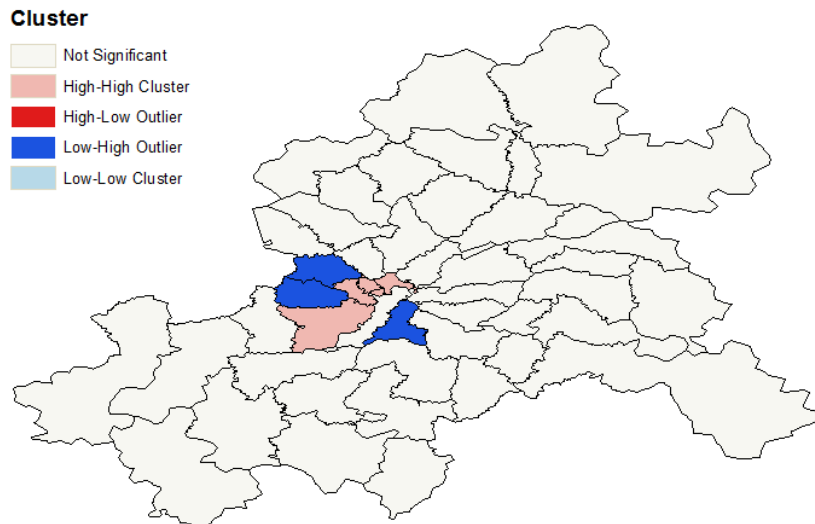 Cluster
Not Significant
High-High Cluster
High-Low Outlier
Low-High Outlier
Low-Low Cluster